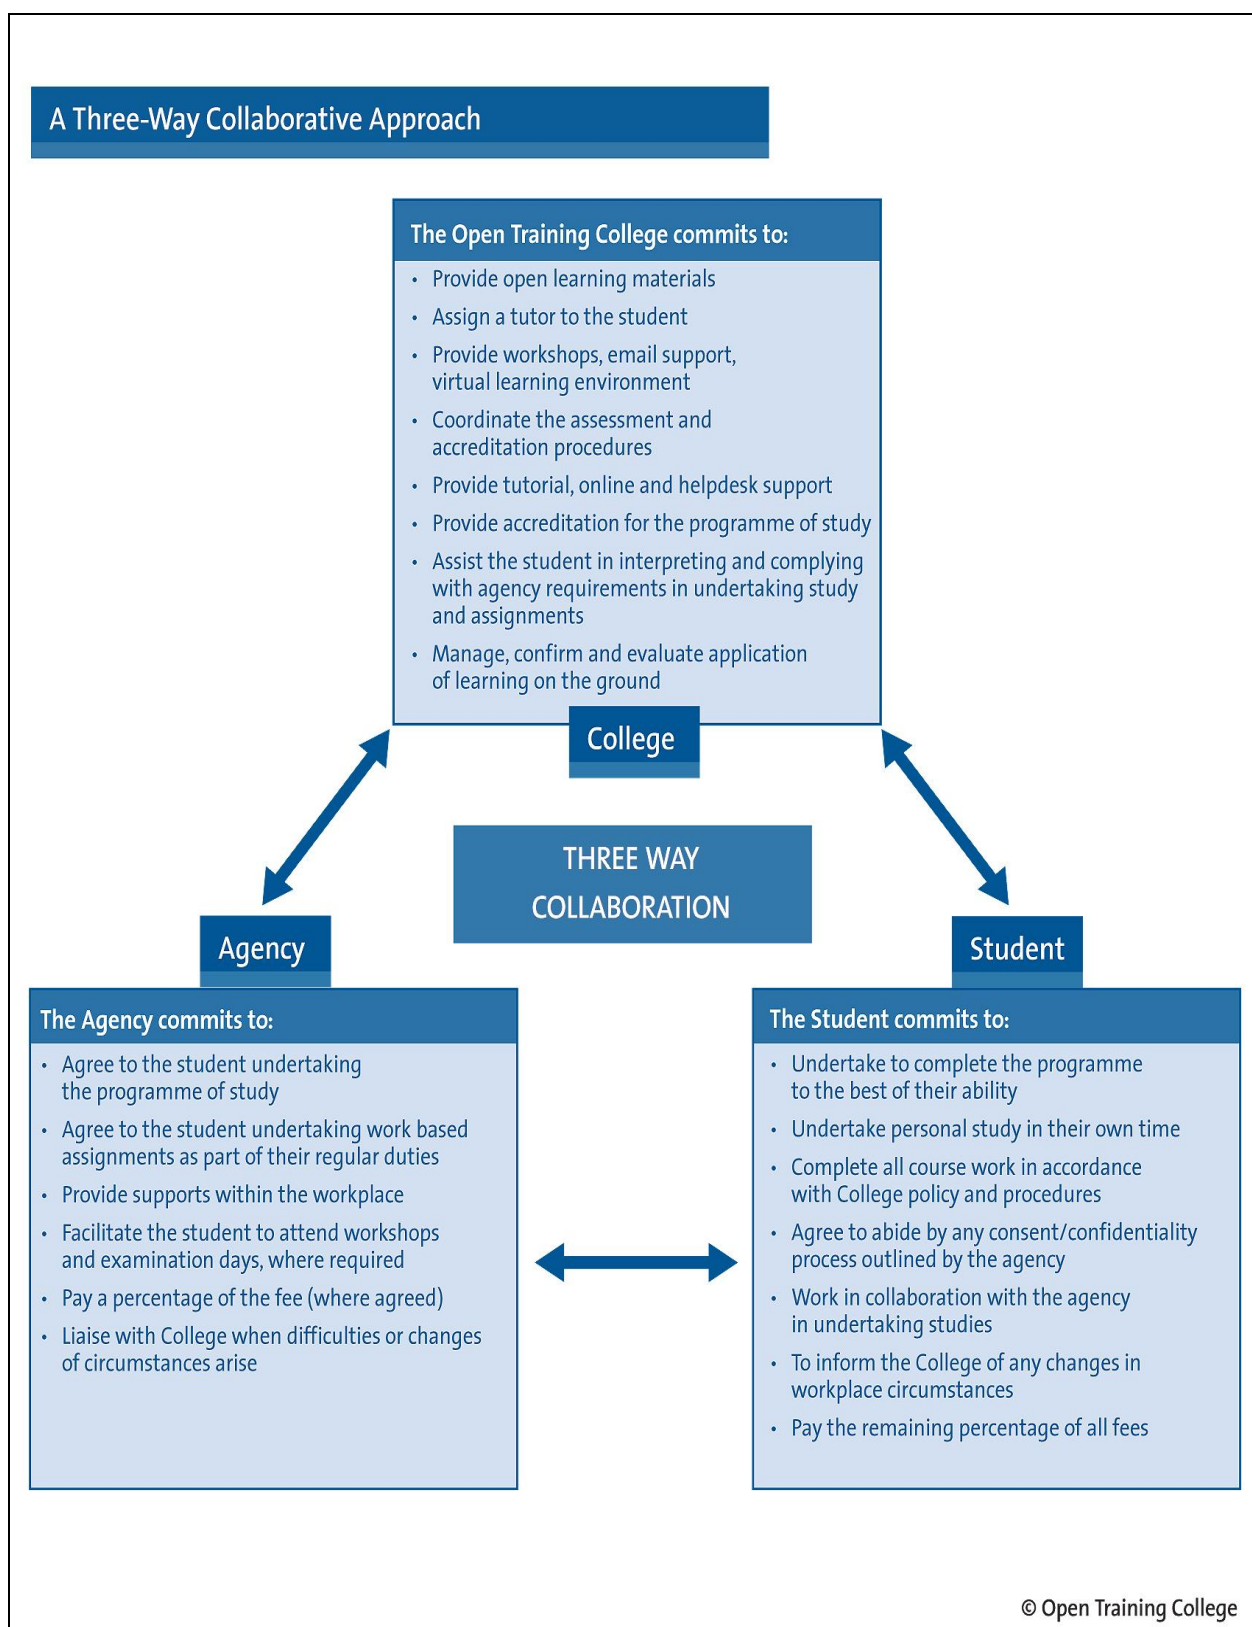 A Three-Way Collaborative Approach
The Open Training College commits to:
• Provide open learning materials
• Assign a tutor to the student
• Provide workshops, email support,
virtual learning environment
• Coordinate the assessment and
accreditation procedures
• Provide tutorial, online and helpdesk support
• Provide accreditation for the programme of study
• Assist the student in interpreting and complying
with agency requirements in undertaking study
and assignments
• Manage, confirm and evaluate application
of learning on the ground
College
THREE WAY
COLLABORATION
Agency
The Agency commits to:
• Agree to the student undertaking
the programme of study
• Agree to the student undertaking work based
assignments as part of their regular duties
• Provide supports within the workplace
• Facilitate the student to attend workshops
and examination days, where required
• Pay a percentage of the fee (where agreed)
• Liaise with College when difficulties or changes
of circumstances arise
Student
The Student commits to:
• Undertake to complete the programme
to the best of their ability
• Undertake personal study in their own time
• Complete all course work in accordance
with College policy and procedures
• Agree to abide by any consent/confidentiality
process outlined by the agency
• Work in collaboration with the agency
in undertaking studies
• To inform the College of any changes in
workplace circumstances
• Pay the remaining percentage of all fees
© Open Training College